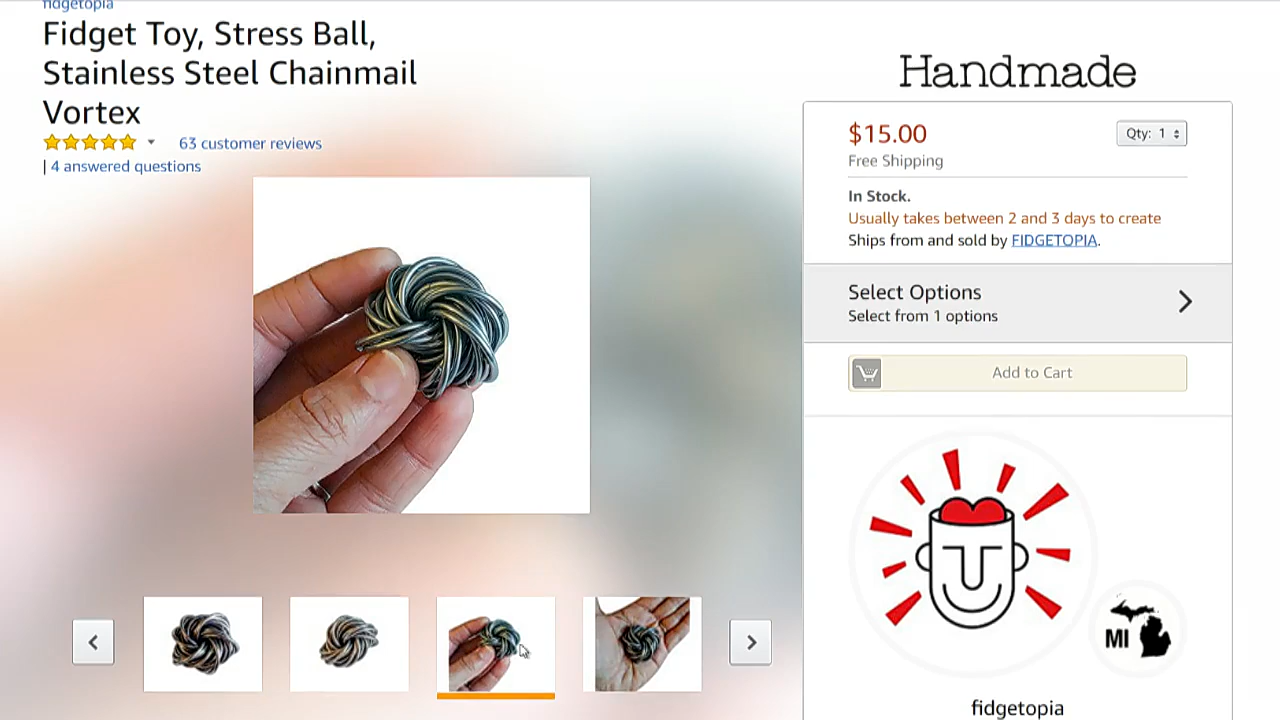 fidgetopia
Fidget Toy, Stress Ball,
Stainless Steel Chainmail
Vortex
63 customer reviews
| 4 answered questions
Handmade
$15.00
Qty: 1
Free Shipping
In Stock.
Usually takes between 2 and 3 days to create
Ships from and sold by FIDGETOPIA.
Select Options
Select from 1 options
Add to Cart
MI
fidgetopia